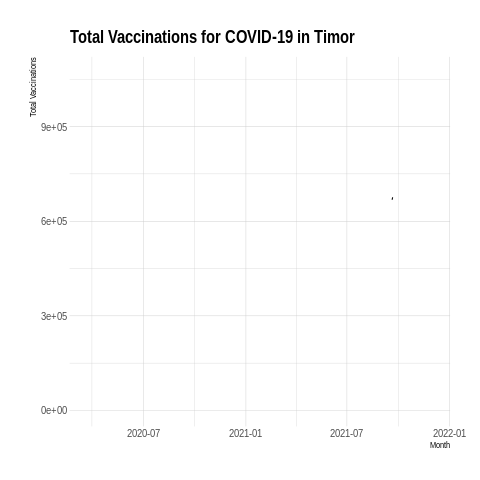 Total Vaccinations for COVID-19 in Timor
Total Vaccinations
9e+05
6e+05
3e+05
0e+00
2020-07 2021-01 2021-07 2022-01
Month